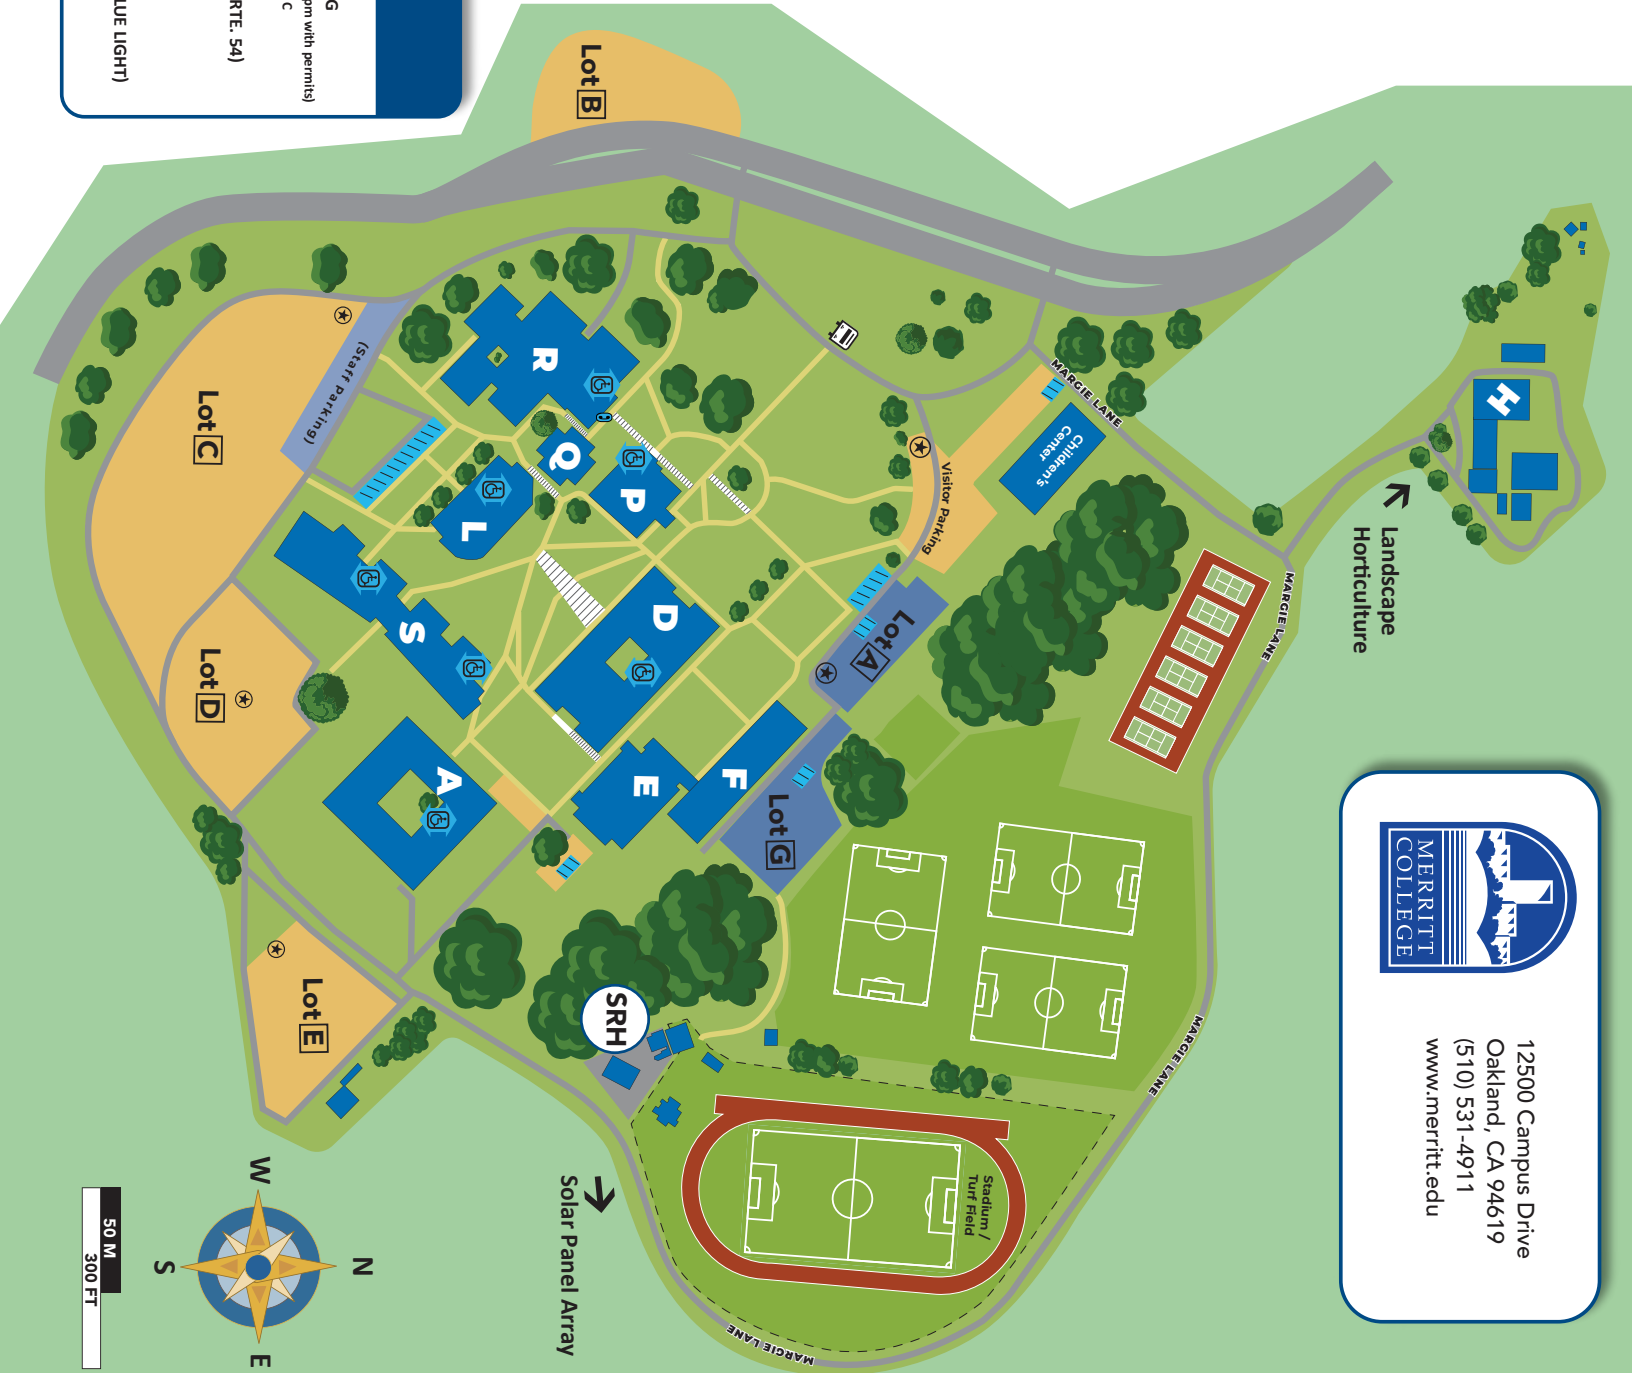 G
pm with permits)
C
RTE. 54)
LUE LIGHT)
Lot B
MERRITT
COLLEGE
12500 Campus Drive
Oakland, CA 94619
(510) 531-4911
www.merritt.edu
H
Landscape
Horticulture
MARGIE LANE
Children's
Center
Visitor Parking
MARGIE LANE
R
Q
P
L
(Staff Parking)
Lot C
S
D
Lot A
Lot D
A
E
F
Lot G
Lot E
SRH
MARGIE LANE
Stadium /
Turf Field
Solar Panel Array
MARGIE LANE
N
W
E
S
50 M
300 FT